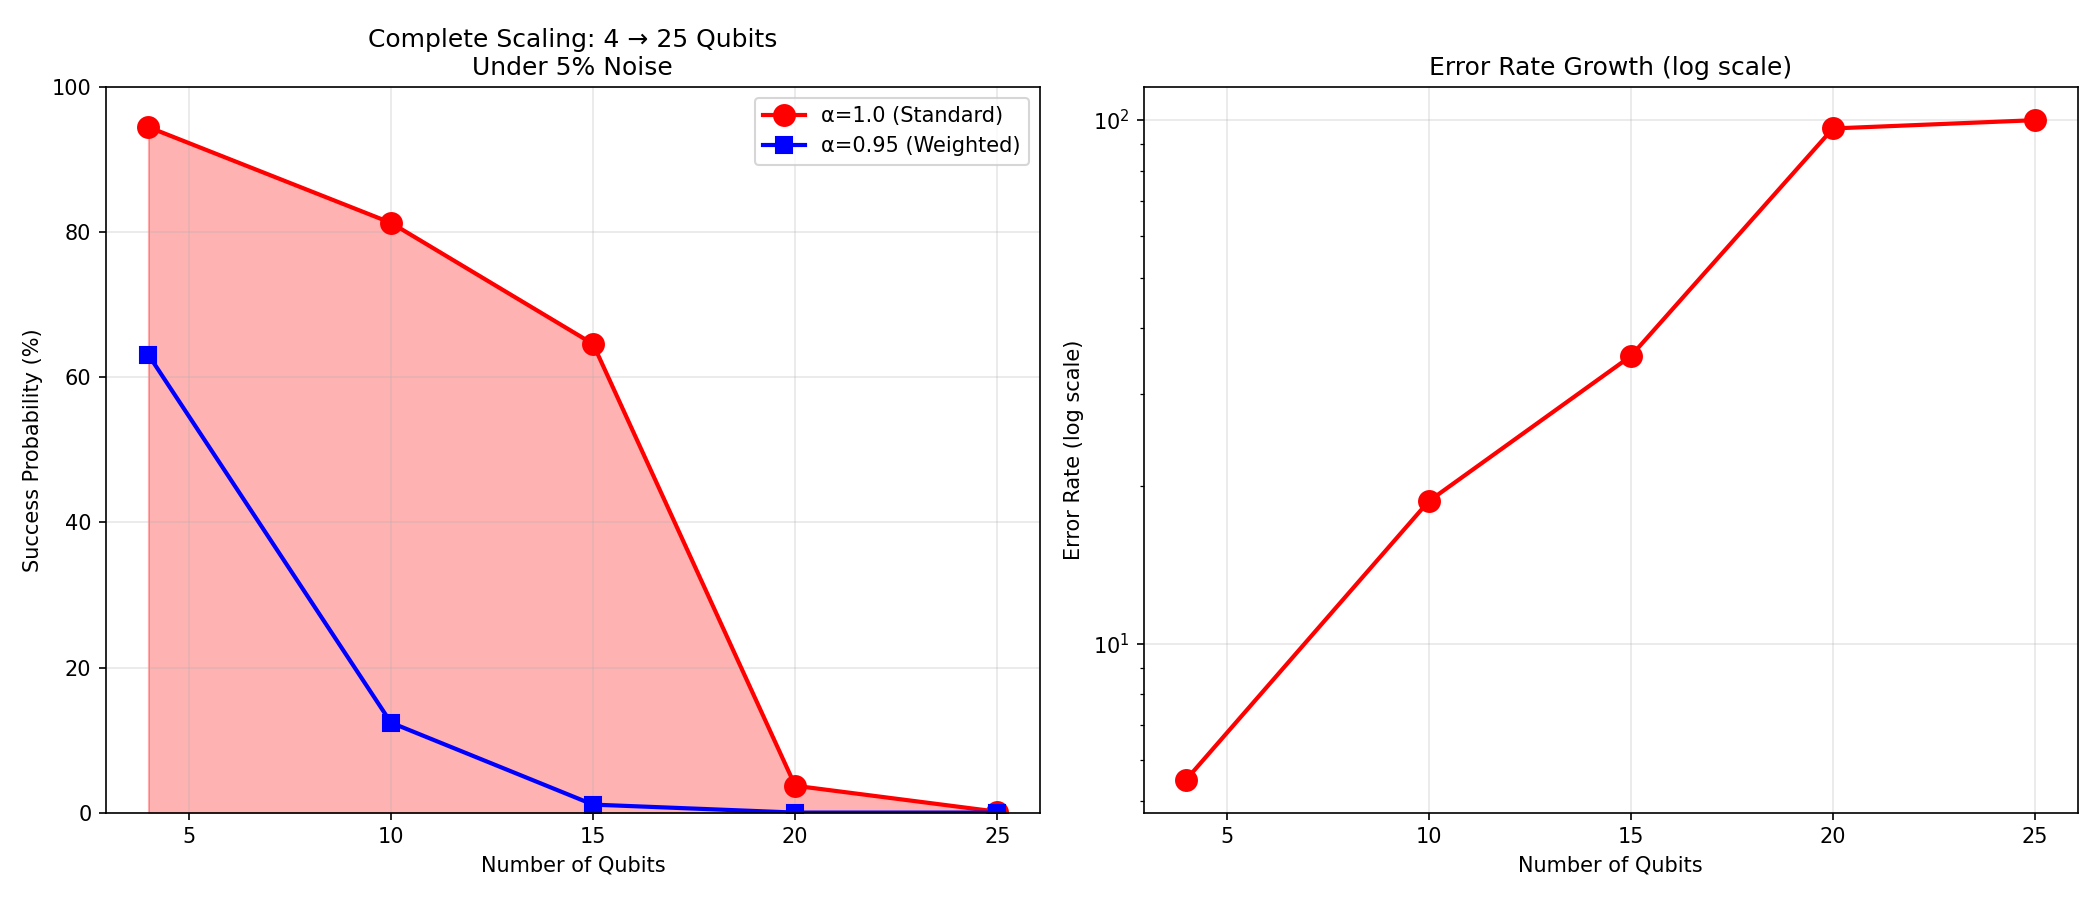 Complete Scaling: 4 → 25 Qubits
Under 5% Noise
100
80
60
40
20
0
5
10
15
20
25
Success Probability (%)
Number of Qubits
α=1.0 (Standard)
α=0.95 (Weighted)
Error Rate Growth (log scale)
10²
10¹
5
10
15
20
25
Error Rate (log scale)
Number of Qubits